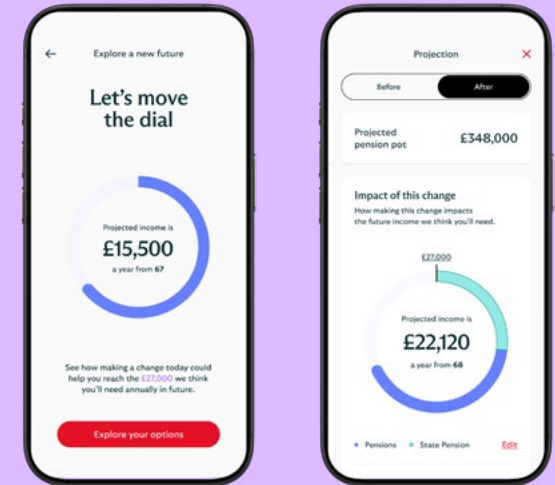 Explore a new future
Let's move
the dial
Projected income is
£15,500
a year from 67
See how making a change today could
help you reach the £27,000 we think
you'll need annually in future.
Explore your options
Projection
Before
After
Projected
pension pot
£348,000
Impact of this change
How making this change impacts
the future income we think you'll need.
£27,000
Projected income is
£22,120
a year from 68
Pensions
State Pension
Edit